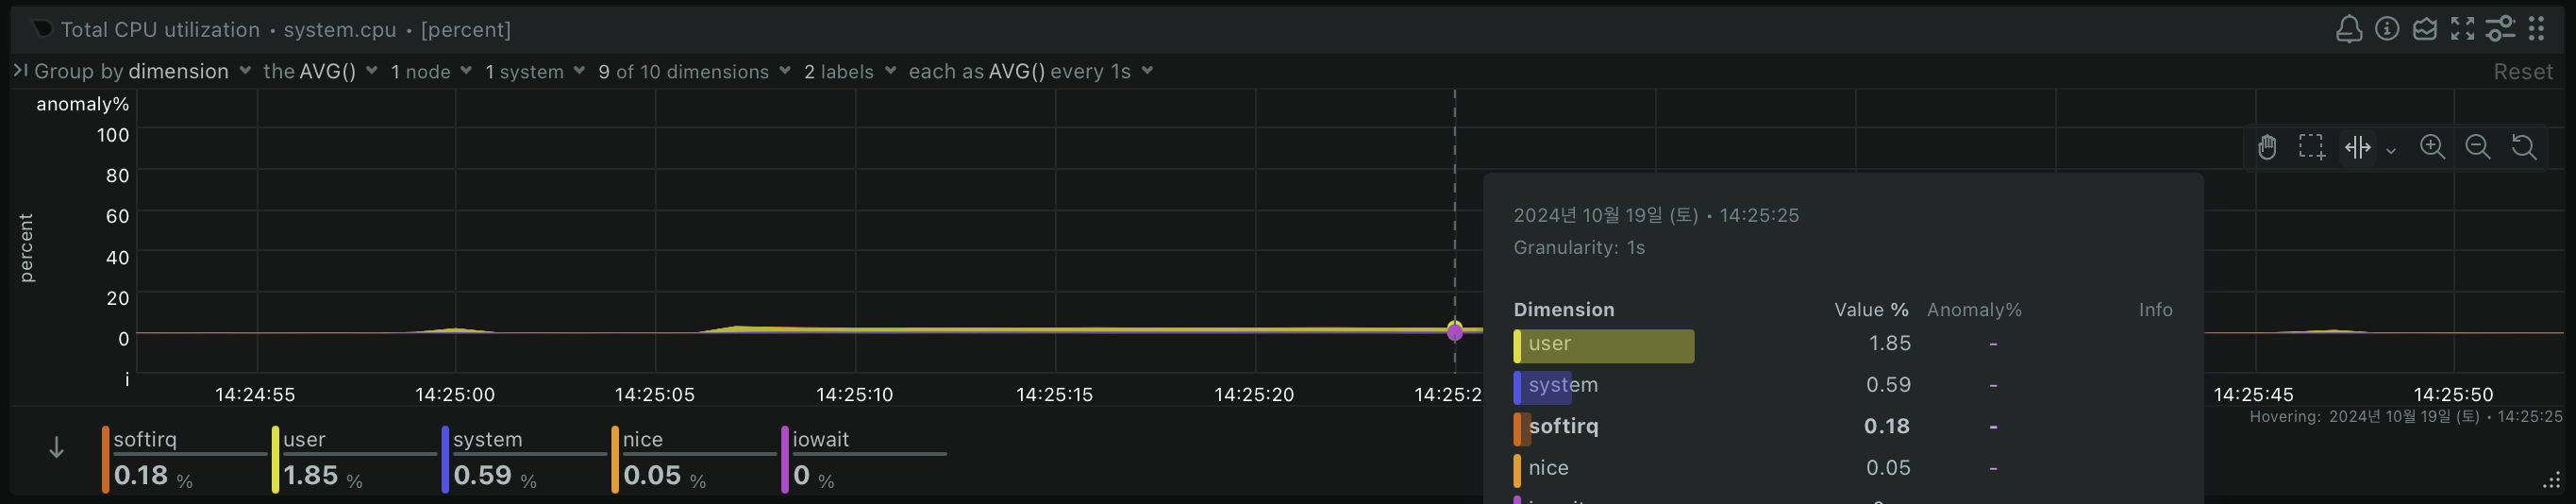 Total CPU utilization • system.cpu • [percent]
Group by dimension the AVG() 1 node 1 system 9 of 10 dimensions 2 labels each as AVG() every 1s Reset
anomaly%
100
80
60
40
20
0
i
percent
14:24:55 14:25:00 14:25:05 14:25:10 14:25:15 14:25:20 14:25:2 14:25:45 14:25:50
2024년 10월 19일 (토) • 14:25:25
Granularity: 1s
Dimension Value % Anomaly% Info
user 1.85 -
system 0.59 -
softirq 0.18 -
nice 0.05 -
Hovering: 2024년 10월 19일 (토) • 14:25:25
softirq user system nice iowait
0.18 % 1.85 % 0.59 % 0.05 % 0 %